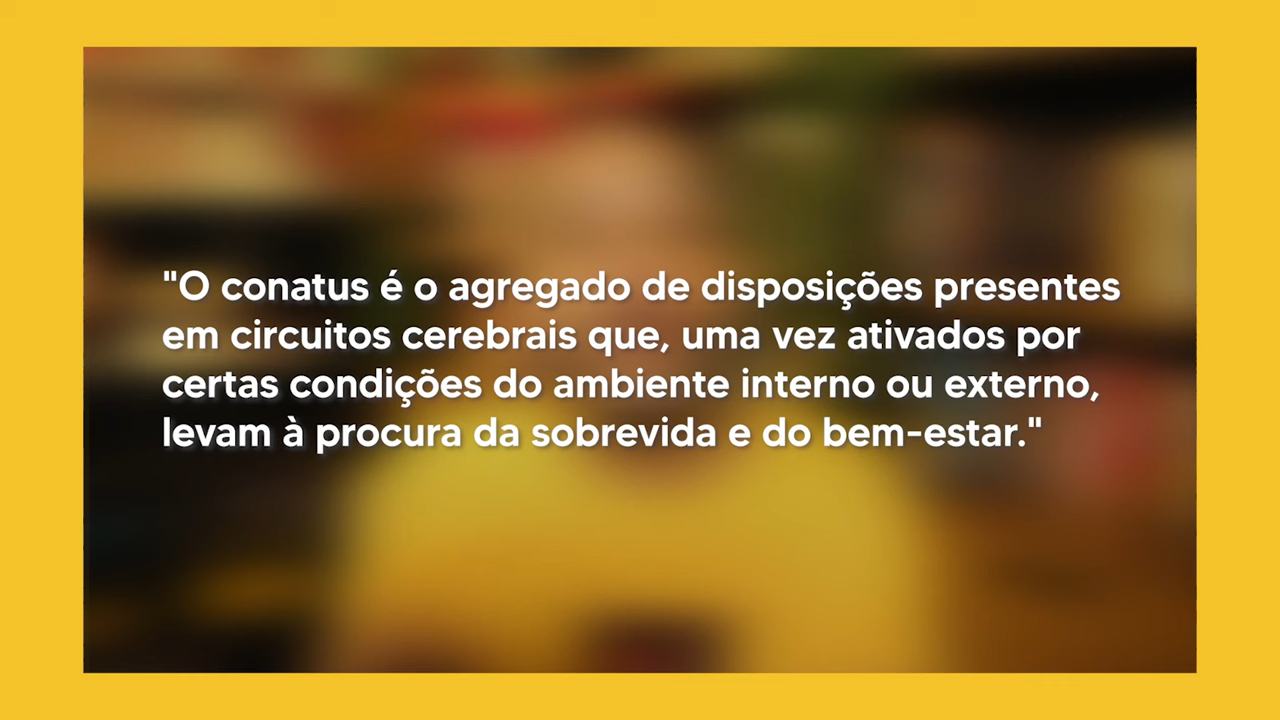 "O conatus é o agregado de disposições presentes
em circuitos cerebrais que, uma vez ativados por
certas condições do ambiente interno ou externo,
levam à procura da sobrevida e do bem-estar."